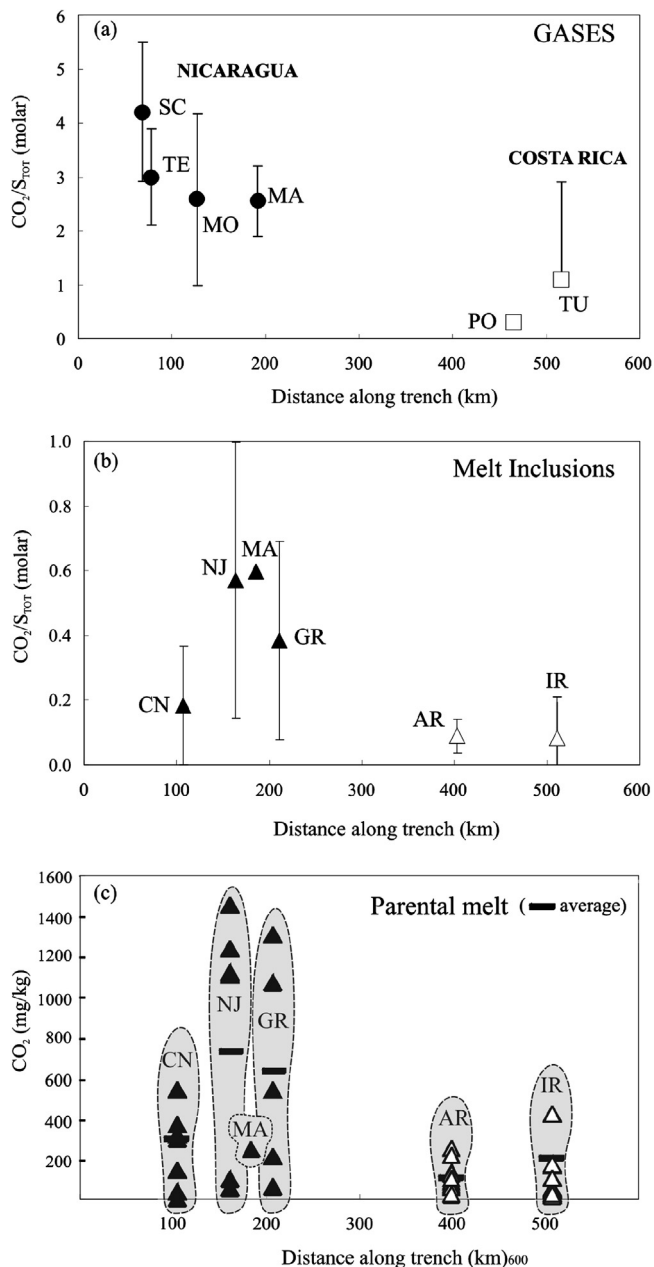 (a)
GASES
6
5
4
3
2
1
0
CO₂/S_TOT (molar)
NICARAGUA
SC
TE
MO
MA
COSTA RICA
PO
TU
0 100 200 300 400 500 600
Distance along trench (km)
(b)
Melt Inclusions
1.0
0.8
0.6
0.4
0.2
0.0
CO₂/S_TOT (molar)
CN
NJ
MA
GR
AR
IR
0 100 200 300 400 500 600
Distance along trench (km)
(c)
Parental melt ( average)
1600
1400
1200
1000
800
600
400
200
CO₂ (mg/kg)
CN
NJ
MA
GR
AR
IR
100 200 300 400 500
Distance along trench (km)600